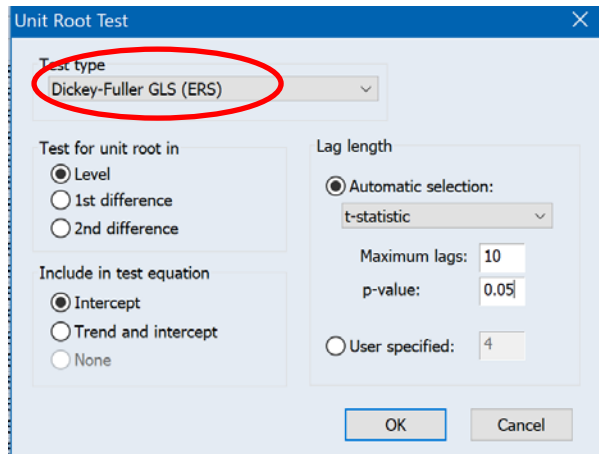 Unit Root Test
Test type
Dickey-Fuller GLS (ERS)
Test for unit root in
Level
1st difference
2nd difference
Include in test equation
Intercept
Trend and intercept
None
Lag length
Automatic selection:
t-statistic
Maximum lags: 10
p-value: 0.05
User specified: 4
OK Cancel